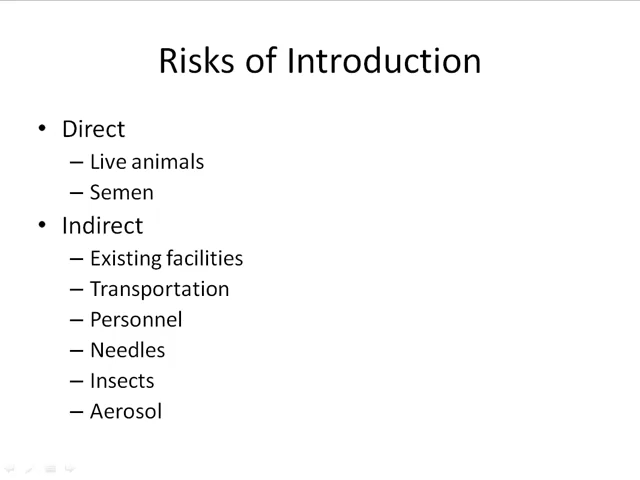 Risks of Introduction
• Direct
– Live animals
– Semen
• Indirect
– Existing facilities
– Transportation
– Personnel
– Needles
– Insects
– Aerosol